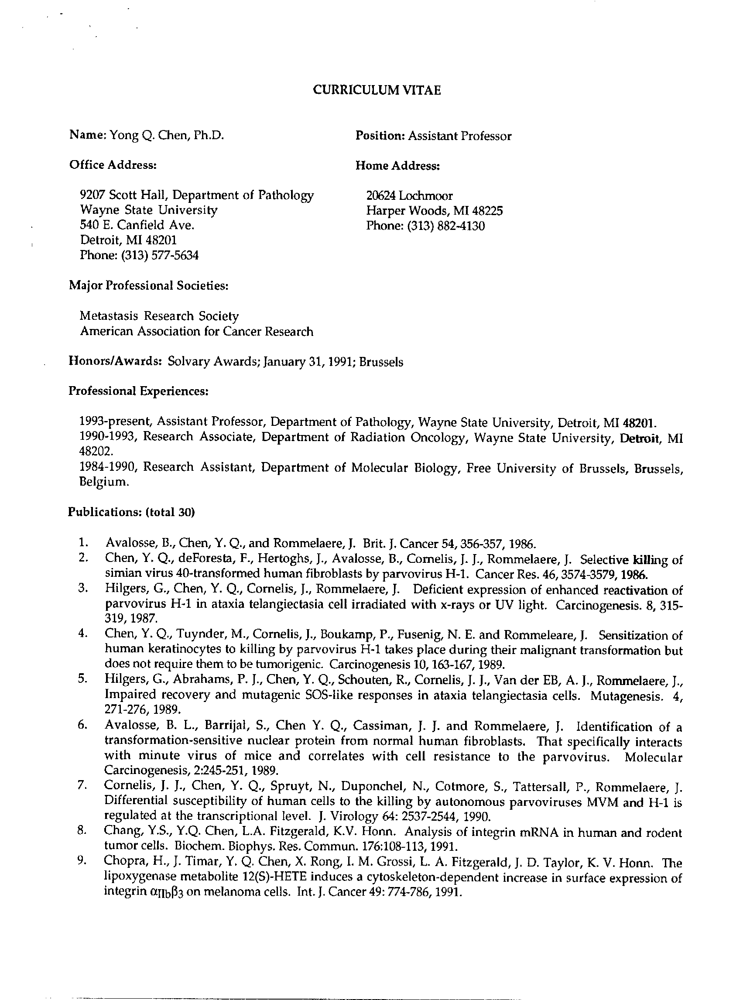 CURRICULUM VITAE
Name: Yong Q. Chen, Ph.D.
Position: Assistant Professor
Office Address:
Home Address:
9207 Scott Hall, Department of Pathology
Wayne State University
540 E. Canfield Ave.
Detroit, MI 48201
Phone: (313) 577-5634
20624 Lochmoor
Harper Woods, MI 48225
Phone: (313) 882-4130
Major Professional Societies:
Metastasis Research Society
American Association for Cancer Research
Honors/Awards: Solvary Awards; January 31, 1991; Brussels
Professional Experiences:
1993-present, Assistant Professor, Department of Pathology, Wayne State University, Detroit, MI 48201.
1990-1993, Research Associate, Department of Radiation Oncology, Wayne State University, Detroit, MI
48202.
1984-1990, Research Assistant, Department of Molecular Biology, Free University of Brussels, Brussels,
Belgium.
Publications: (total 30)
1. Avalosse, B., Chen, Y. Q., and Rommelaere, J. Brit. J. Cancer 54, 356-357, 1986.
2. Chen, Y. Q., deForesta, F., Hertoghs, J., Avalosse, B., Cornelis, J. J., Rommelaere, J. Selective killing of
simian virus 40-transformed human fibroblasts by parvovirus H-1. Cancer Res. 46, 3574-3579, 1986.
3. Hilgers, G., Chen, Y. Q., Cornelis, J., Rommelaere, J. Deficient expression of enhanced reactivation of
parvovirus H-1 in ataxia telangiectasia cell irradiated with x-rays or UV light. Carcinogenesis. 8, 315-
319, 1987.
4. Chen, Y. Q., Tuynder, M., Cornelis, J., Boukamp, P., Fusenig, N. E. and Rommeleare, J. Sensitization of
human keratinocytes to killing by parvovirus H-1 takes place during their malignant transformation but
does not require them to be tumorigenic. Carcinogenesis 10, 163-167, 1989.
5. Hilgers, G., Abrahams, P. J., Chen, Y. Q., Schouten, R., Cornelis, J. J., Van der EB, A. J., Rommelaere, J.,
Impaired recovery and mutagenic SOS-like responses in ataxia telangiectasia cells. Mutagenesis. 4,
271-276, 1989.
6. Avalosse, B. L., Barrijal, S., Chen Y. Q., Cassiman, J. J. and Rommelaere, J. Identification of a
transformation-sensitive nuclear protein from normal human fibroblasts. That specifically interacts
with minute virus of mice and correlates with cell resistance to the parvovirus. Molecular
Carcinogenesis, 2:245-251, 1989.
7. Cornelis, J. J., Chen, Y. Q., Spruyt, N., Duponchel, N., Cotmore, S., Tattersall, P., Rommelaere, J.
Differential susceptibility of human cells to the killing by autonomous parvoviruses MVM and H-1 is
regulated at the transcriptional level. J. Virology 64: 2537-2544, 1990.
8. Chang, Y.S., Y.Q. Chen, L.A. Fitzgerald, K.V. Honn. Analysis of integrin mRNA in human and rodent
tumor cells. Biochem. Biophys. Res. Commun. 176:108-113, 1991.
9. Chopra, H., J. Timar, Y. Q. Chen, X. Rong, I. M. Grossi, L. A. Fitzgerald, J. D. Taylor, K. V. Honn. The
lipoxygenase metabolite 12(S)-HETE induces a cytoskeleton-dependent increase in surface expression of
integrin αIIbβ3 on melanoma cells. Int. J. Cancer 49: 774-786, 1991.